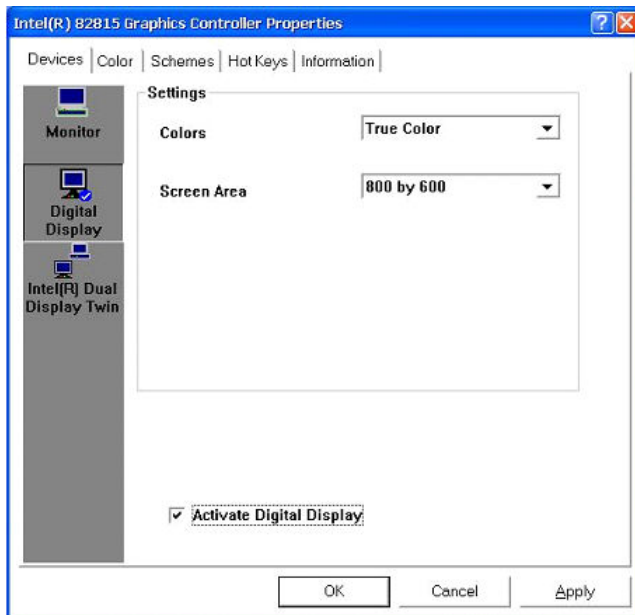 Intel(R) 82815 Graphics Controller Properties
Devices Color Schemes Hot Keys Information
Monitor
Digital
Display
Intel(R) Dual
Display Twin
Settings
Colors True Color
Screen Area 800 by 600
Activate Digital Display
OK Cancel Apply